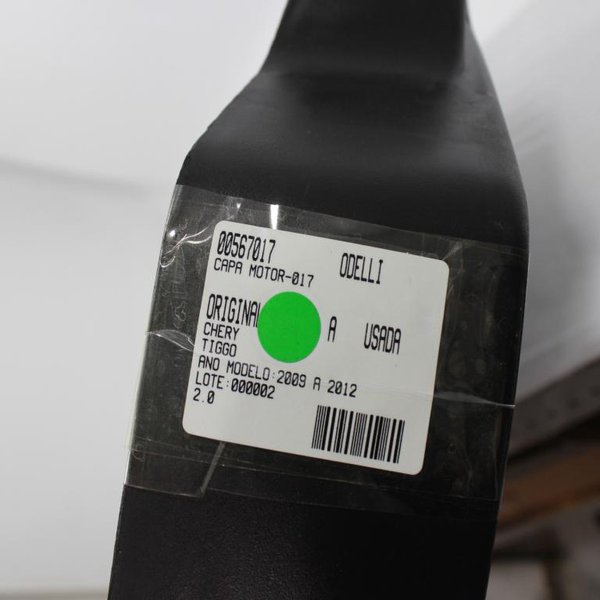 00567017 ODELLI
CAPA MOTOR-017
ORIGINAL A USADA
CHERY
TIGGO
ANO MODELO:2009 A 2012
LOTE:000002
2.0